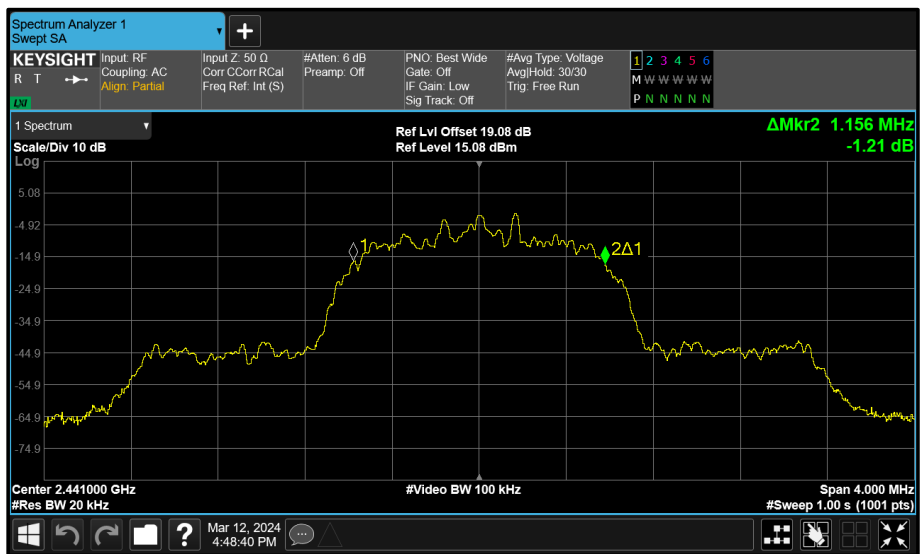 Spectrum Analyzer 1
Swept SA
+
KEYSIGHT
R T
LXI
Input: RF
Coupling: AC
Align: Partial
Input Z: 50 Ω
Corr CCorr RCal
Freq Ref: Int (S)
#Atten: 6 dB
Preamp: Off
PNO: Best Wide
Gate: Off
IF Gain: Low
Sig Track: Off
#Avg Type: Voltage
Avg|Hold: 30/30
Trig: Free Run
1 2 3 4 5 6
M W W W W W
P N N N N N
1 Spectrum
Scale/Div 10 dB
Ref Lvl Offset 19.08 dB
Ref Level 15.08 dBm
ΔMkr2 1.156 MHz
-1.21 dB
Log
5.08
-4.92
-14.9
-24.9
-34.9
-44.9
-54.9
-64.9
-74.9
1
2Δ1
Center 2.441000 GHz
#Res BW 20 kHz
#Video BW 100 kHz
Span 4.000 MHz
#Sweep 1.00 s (1001 pts)
?
Mar 12, 2024
4:48:40 PM